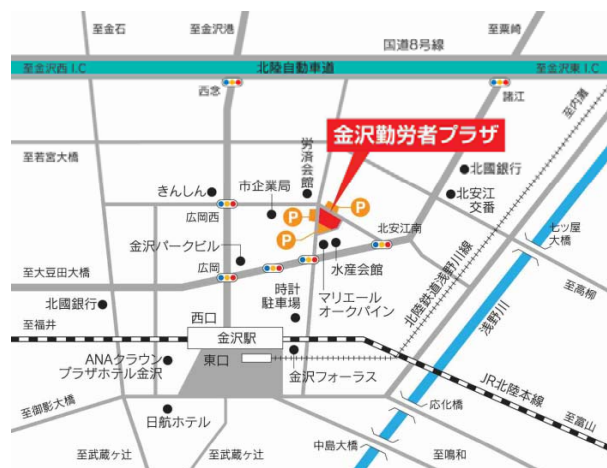 至金石
至金沢港
国道8号線
至粟崎
至金沢西I.C
北陸自動車道
至金沢東I.C
西念
諸江
至内灘
金沢勤労者プラザ
労済会館
至若宮大橋
北國銀行
きんしん
市企業局
北安江
交番
広岡西
P
P
P
北安江南
七ツ屋
大橋
金沢パークビル
広岡
水産会館
至大豆田大橋
時計
駐車場
マリエール
オークパイン
北陸鉄道浅野川線
浅野川
至高柳
北國銀行
西口
至福井
金沢駅
ANAクラウン
プラザホテル金沢
東口
金沢フォーラス
JR北陸本線
至御影大橋
日航ホテル
応化橋
至富山
至武蔵ヶ辻
至武蔵ヶ辻
中島大橋
至鳴和